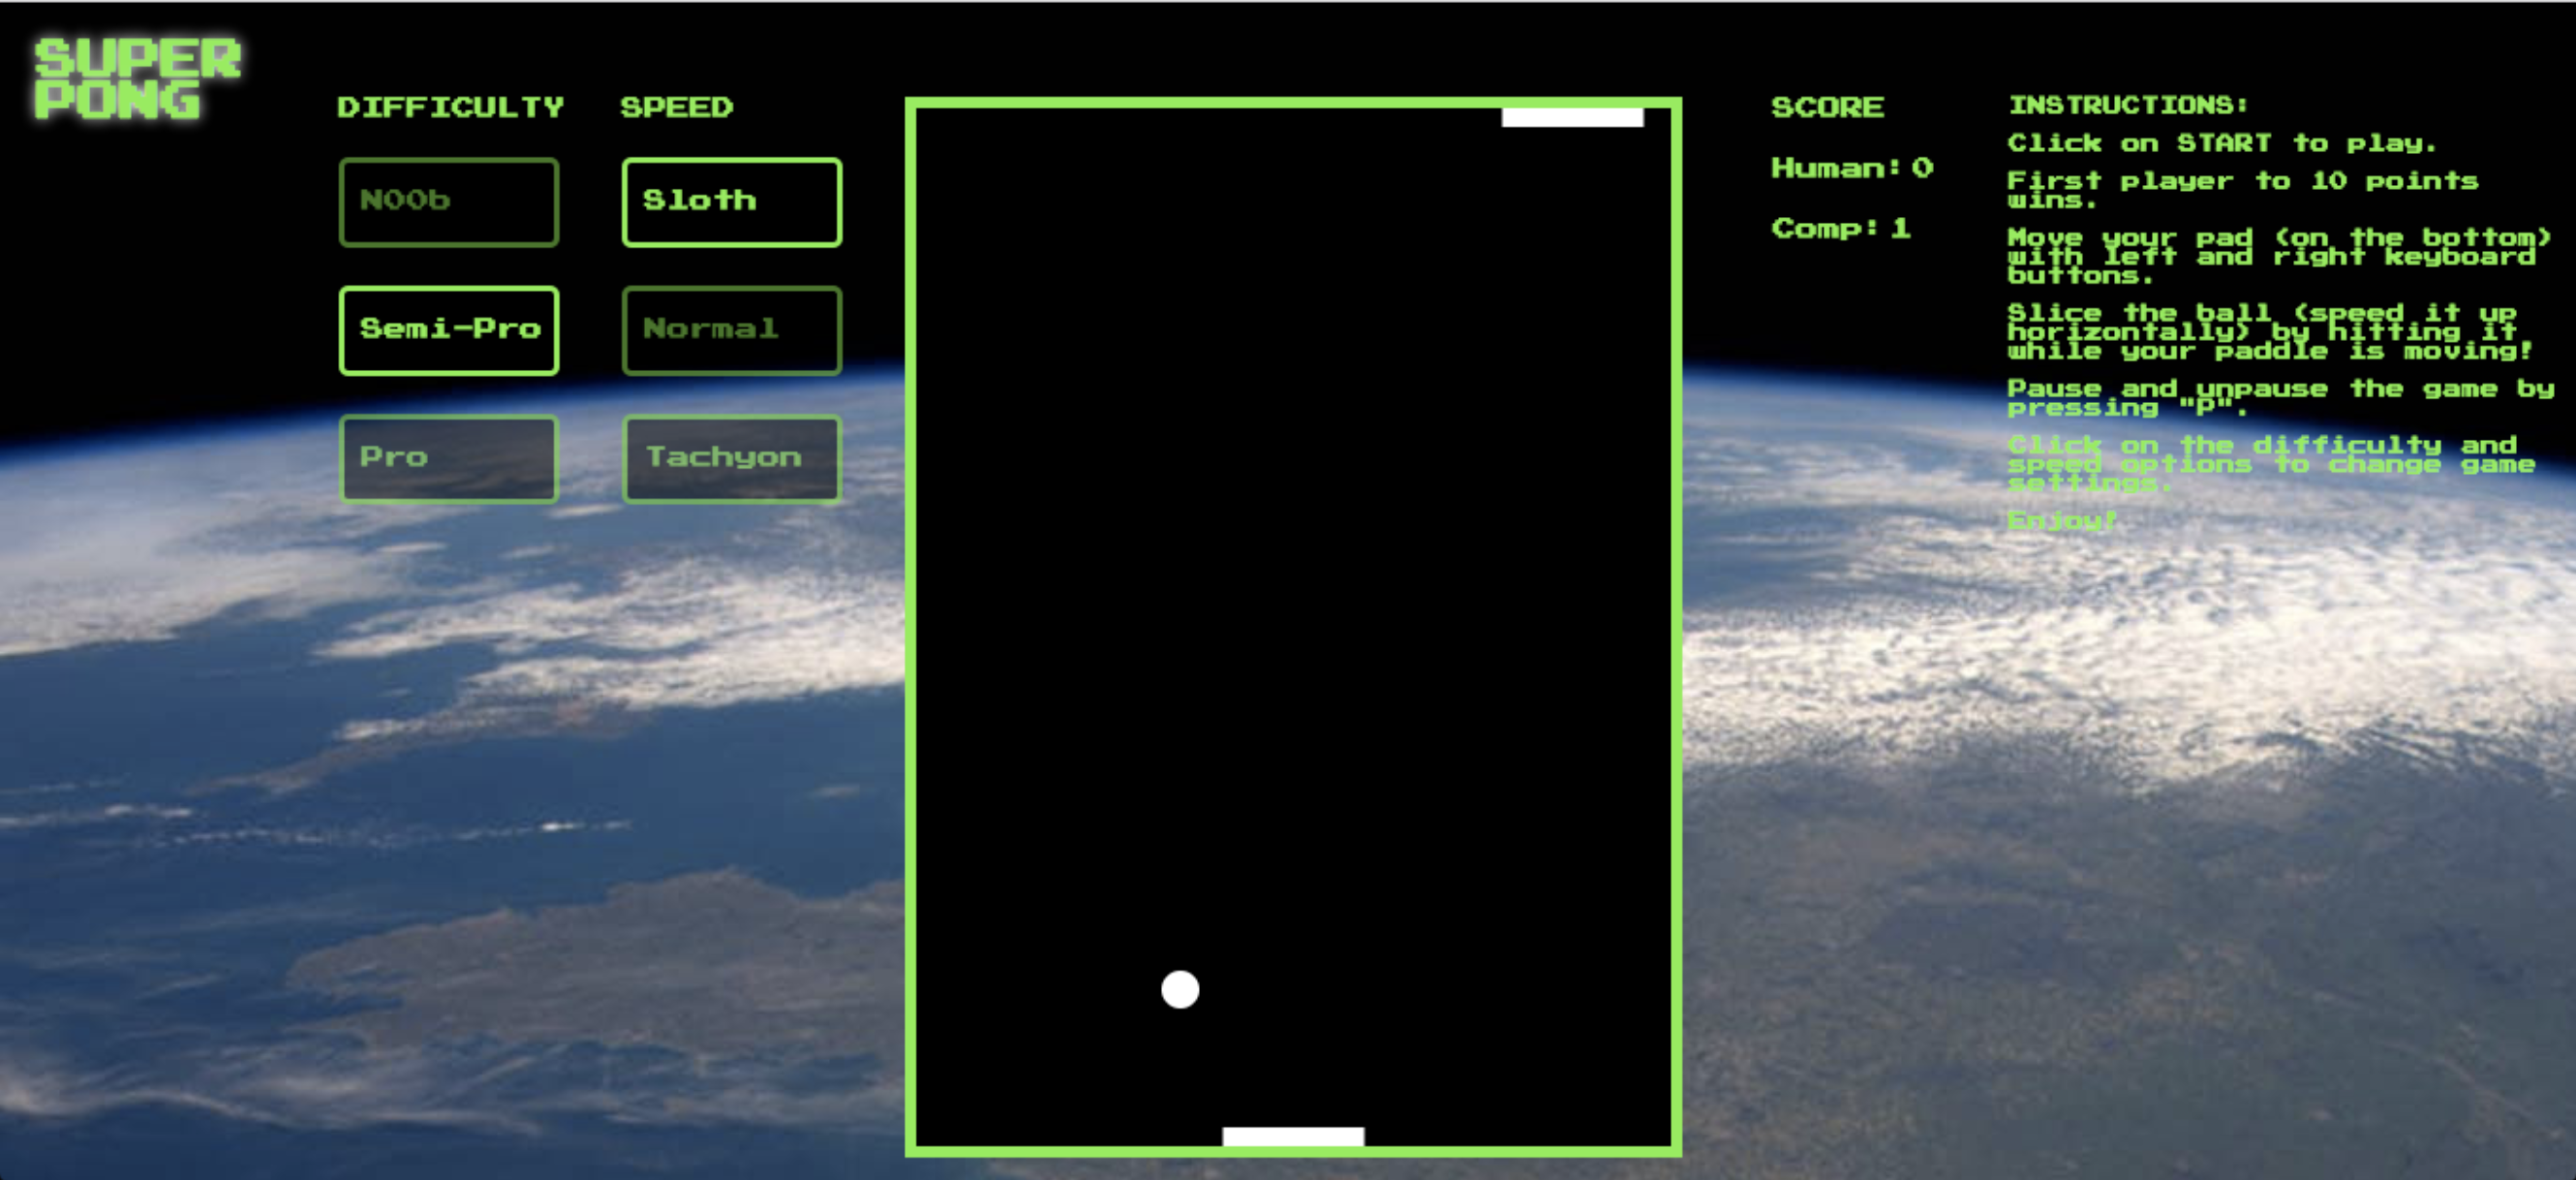 SUPER
PONG
DIFFICULTY
N00b
Semi-Pro
Pro
SPEED
Sloth
Normal
Tachyon
SCORE
Human: 0
Comp: 1
INSTRUCTIONS:
Click on START to play.
First player to 10 points
wins.
Move your pad (on the bottom)
with left and right keyboard
buttons.
Slice the ball (speed it up
horizontally) by hitting it
while your paddle is moving!
Pause and unpause the game by
pressing "P".
Click on the difficulty and
speed options to change game
settings.
Enjoy!